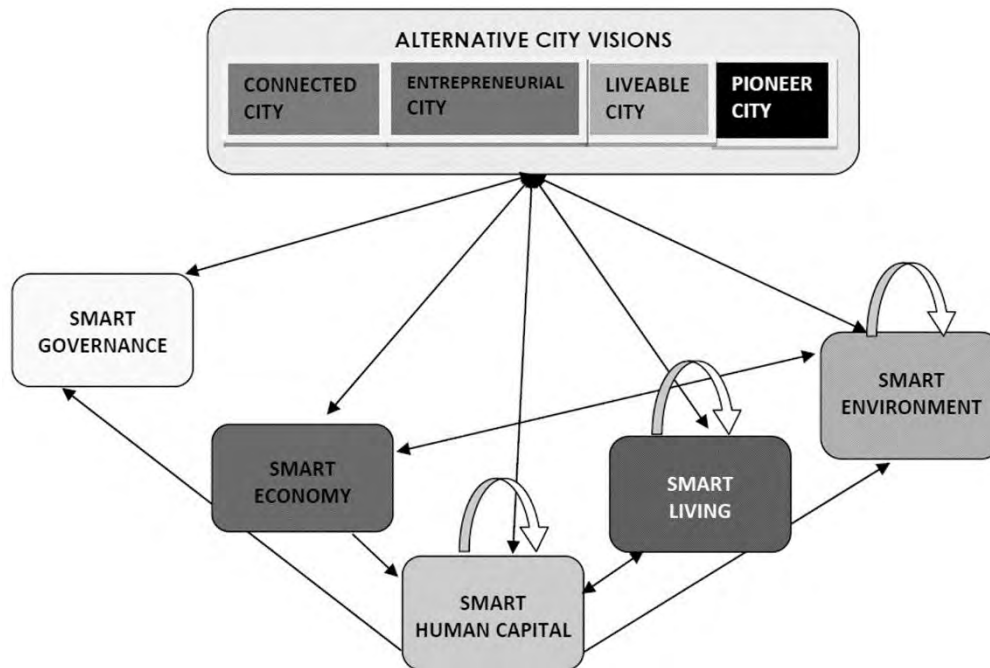 ALTERNATIVE CITY VISIONS
CONNECTED
CITY
ENTREPRENEURIAL
CITY
LIVEABLE
CITY
PIONEER
CITY
SMART
GOVERNANCE
SMART
ENVIRONMENT
SMART
ECONOMY
SMART
LIVING
SMART
HUMAN CAPITAL